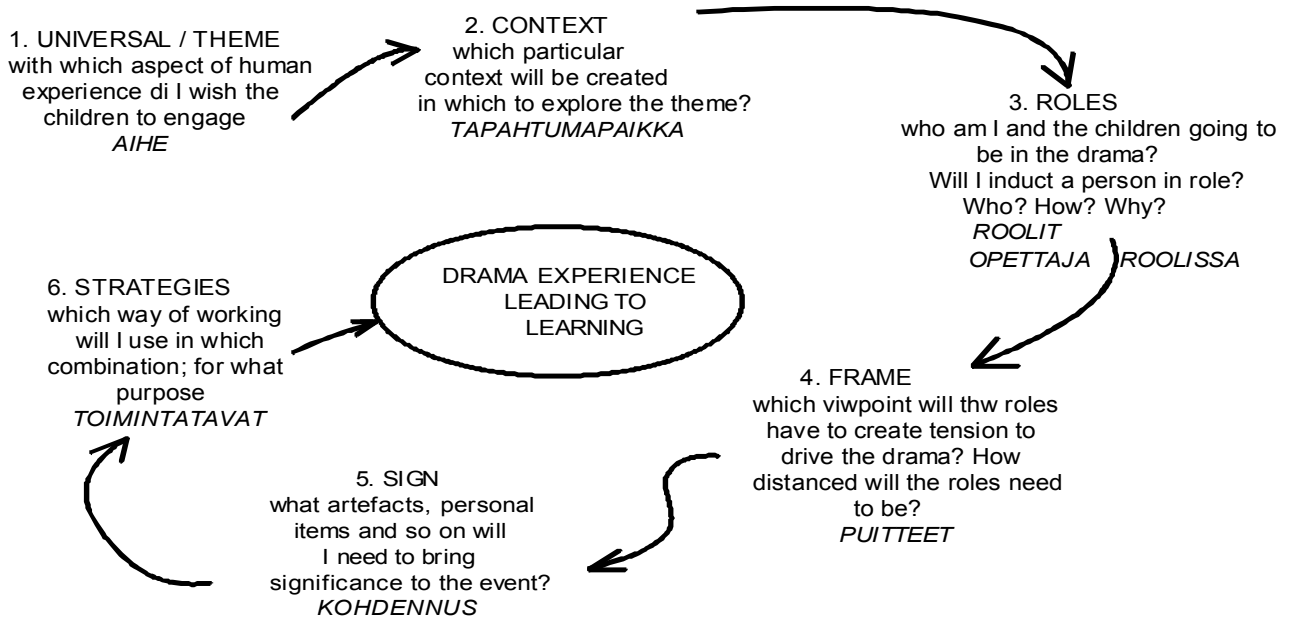 1. UNIVERSAL / THEME
with which aspect of human
experience di I wish the
children to engage
AIHE
2. CONTEXT
which particular
context will be created
in which to explore the theme?
TAPAHTUMAPAIKKA
3. ROLES
who am I and the children going to
be in the drama?
Will I induct a person in role?
Who? How? Why?
ROOLIT
OPETTAJA ROOLISSA
4. FRAME
which viwpoint will thw roles
have to create tension to
drive the drama? How
distanced will the roles need
to be?
PUITTEET
5. SIGN
what artefacts, personal
items and so on will
I need to bring
significance to the event?
KOHDENNUS
6. STRATEGIES
which way of working
will I use in which
combination; for what
purpose
TOIMINTATAVAT
DRAMA EXPERIENCE
LEADING TO
LEARNING